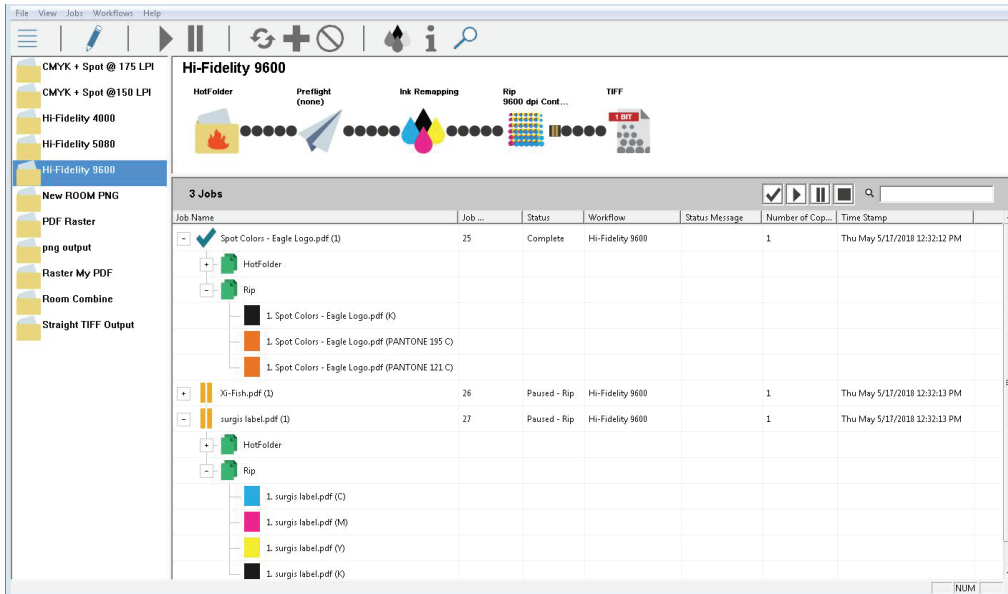 File View Jobs Workflows Help
CMYK + Spot @ 175 LPI
CMYK + Spot @150 LPI
Hi-Fidelity 4000
Hi-Fidelity 5080
Hi-Fidelity 9600
New ROOM PNG
PDF Raster
png output
Raster My PDF
Room Combine
Straight TIFF Output
Hi-Fidelity 9600
HotFolder
Preflight
(none)
Ink Remapping
Rip
9600 dpi Cont...
TIFF
1 BIT
3 Jobs
Job Name Job ... Status Workflow Status Message Number of Cop... Time Stamp
Spot Colors - Eagle Logo.pdf (1) 25 Complete Hi-Fidelity 9600 1 Thu May 5/17/2018 12:32:12 PM
HotFolder
Rip
1. Spot Colors - Eagle Logo.pdf (K)
1. Spot Colors - Eagle Logo.pdf (PANTONE 195 C)
1. Spot Colors - Eagle Logo.pdf (PANTONE 121 C)
Xi-Fish.pdf (1) 26 Paused - Rip Hi-Fidelity 9600 1 Thu May 5/17/2018 12:32:13 PM
surgis label.pdf (1) 27 Paused - Rip Hi-Fidelity 9600 1 Thu May 5/17/2018 12:32:13 PM
HotFolder
Rip
1. surgis label.pdf (C)
1. surgis label.pdf (M)
1. surgis label.pdf (Y)
1. surgis label.pdf (K)
NUM